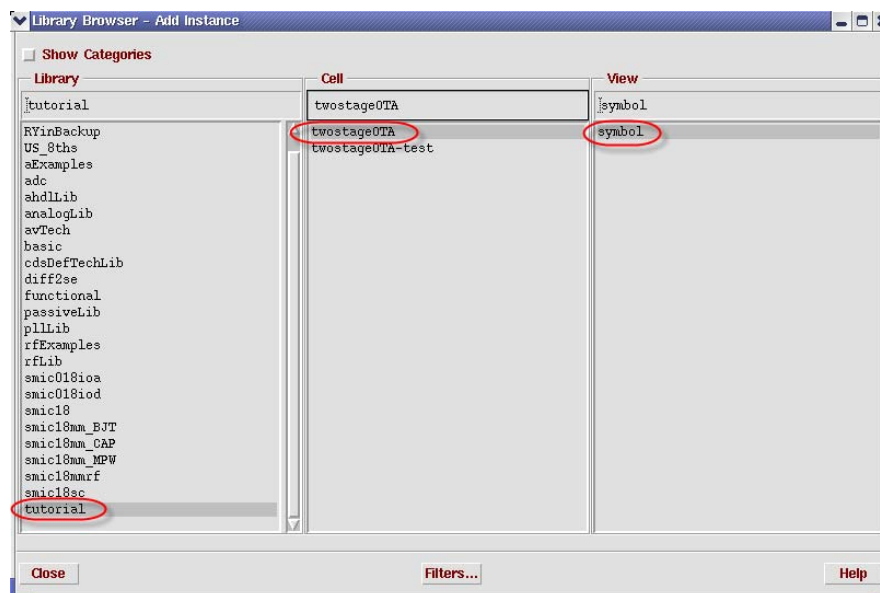 Library Browser - Add Instance
Show Categories
Library
Cell
View
tutorial
twostageOTA
symbol
RYinBackup
US_8ths
aExamples
adc
ahdlLib
analogLib
avTech
basic
cdsDefTechLib
diff2se
functional
passiveLib
pllLib
rfExamples
rfLib
smic018ioa
smic018iod
smic18
smic18mm_BJT
smic18mm_CAP
smic18mm_MPW
smic18mmrf
smic18sc
tutorial
twostageOTA
twostageOTA-test
symbol
Close
Filters...
Help